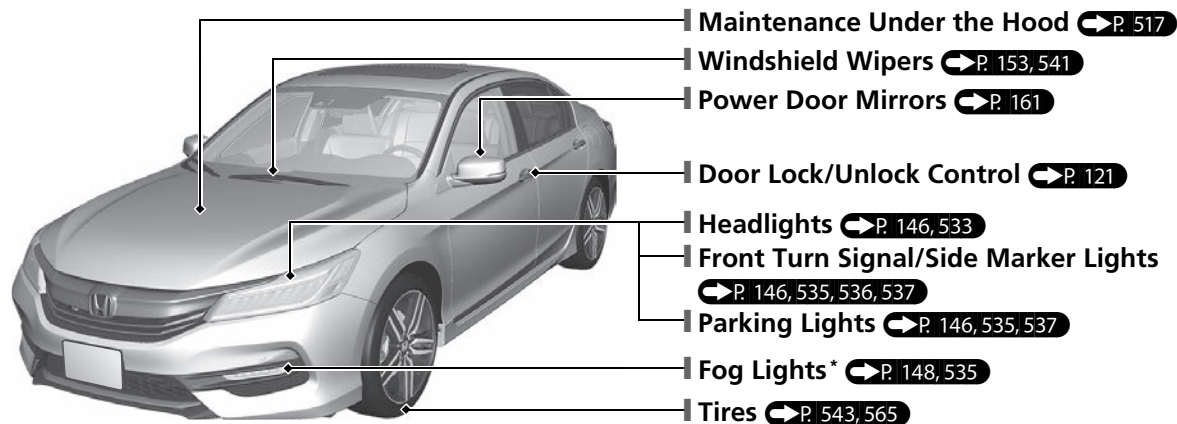 Maintenance Under the Hood P. 517
Windshield Wipers P. 153, 541
Power Door Mirrors P. 161
Door Lock/Unlock Control P. 121
Headlights P. 146, 533
Front Turn Signal/Side Marker Lights
P. 146, 535, 536, 537
Parking Lights P. 146, 535, 537
Fog Lights* P. 148, 535
Tires P. 543, 565